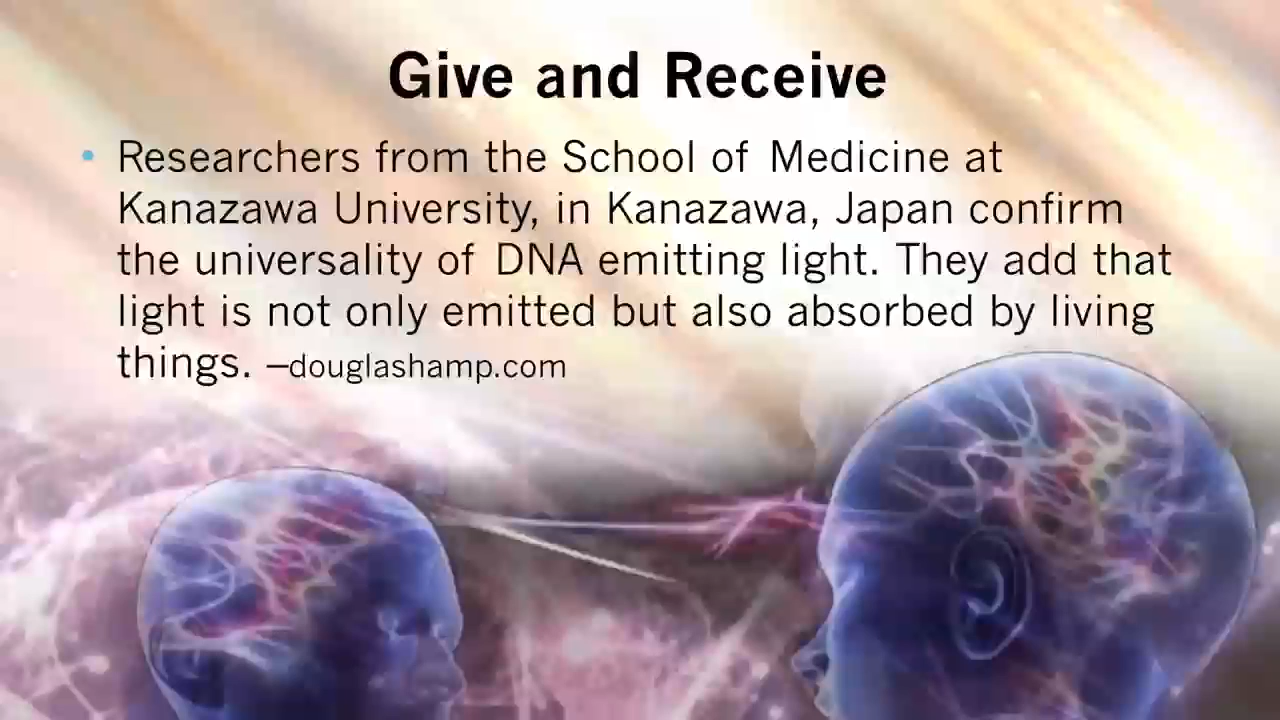 Give and Receive
• Researchers from the School of Medicine at
Kanazawa University, in Kanazawa, Japan confirm
the universality of DNA emitting light. They add that
light is not only emitted but also absorbed by living
things. –douglashamp.com